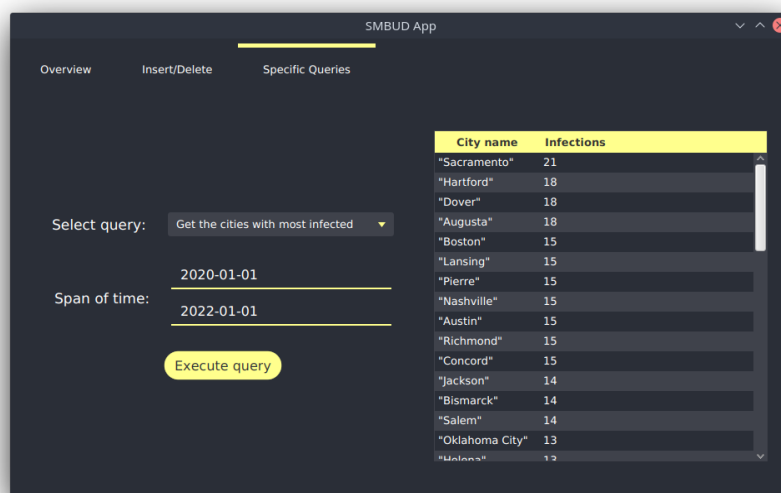 SMBUD App
Overview Insert/Delete Specific Queries
Select query: Get the cities with most infected
Span of time: 2020-01-01
2022-01-01
Execute query
City name Infections
"Sacramento" 21
"Hartford" 18
"Dover" 18
"Augusta" 18
"Boston" 15
"Lansing" 15
"Pierre" 15
"Nashville" 15
"Austin" 15
"Richmond" 15
"Concord" 15
"Jackson" 14
"Bismarck" 14
"Salem" 14
"Oklahoma City" 13
"Helena" 13